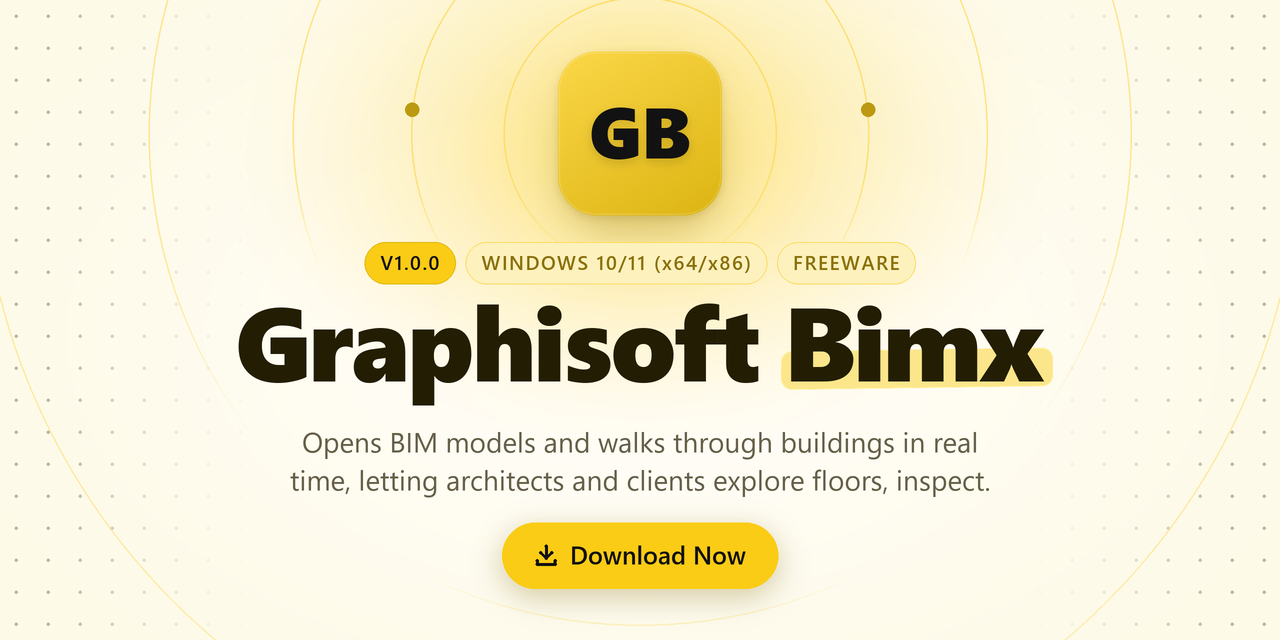 GB
V1.0.0 WINDOWS 10/11 (x64/x86) FREEWARE
Graphisoft Bimx
Opens BIM models and walks through buildings in real
time, letting architects and clients explore floors, inspect.
Download Now